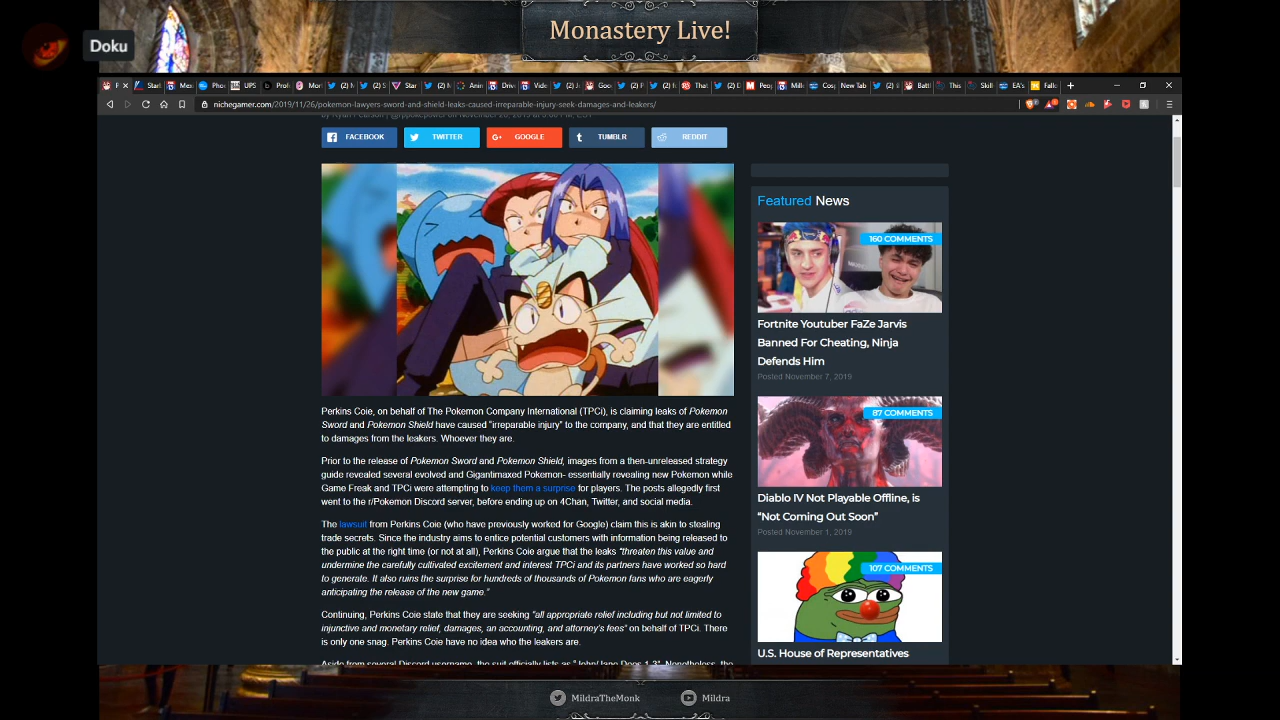 Monastery Live!
Doku
nichegamer.com/2019/11/26/pokemon-lawyers-sword-and-shield-leaks-caused-irreparable-injury-seek-damages-and-leakers/
FACEBOOK
TWITTER
GOOGLE
TUMBLR
REDDIT
Perkins Coie, on behalf of The Pokemon Company International (TPCi), is claiming leaks of Pokemon
Sword and Pokemon Shield have caused "irreparable injury" to the company, and that they are entitled
to damages from the leakers. Whoever they are.
Prior to the release of Pokemon Sword and Pokemon Shield, images from a then-unreleased strategy
guide revealed several evolved and Gigantimaxed Pokemon- essentially revealing new Pokemon while
Game Freak and TPCi were attempting to keep them a surprise for players. The posts allegedly first
went to the r/Pokemon Discord server, before ending up on 4Chan, Twitter, and social media.
The lawsuit from Perkins Coie (who have previously worked for Google) claim this is akin to stealing
trade secrets. Since the industry aims to entice potential customers with information being released to
the public at the right time (or not at all), Perkins Coie argue that the leaks "threaten this value and
undermine the carefully cultivated excitement and interest TPCi and its partners have worked so hard
to generate. It also ruins the surprise for hundreds of thousands of Pokemon fans who are eagerly
anticipating the release of the new game."
Continuing, Perkins Coie state that they are seeking "all appropriate relief including but not limited to
injunctive and monetary relief, damages, an accounting, and attorney's fees" on behalf of TPCi. There
is only one snag. Perkins Coie have no idea who the leakers are.
Featured News
160 COMMENTS
Fortnite Youtuber FaZe Jarvis
Banned For Cheating, Ninja
Defends Him
Posted November 7, 2019
87 COMMENTS
Diablo IV Not Playable Offline, is
"Not Coming Out Soon"
Posted November 1, 2019
107 COMMENTS
U.S. House of Representatives
MildraTheMonk
Mildra